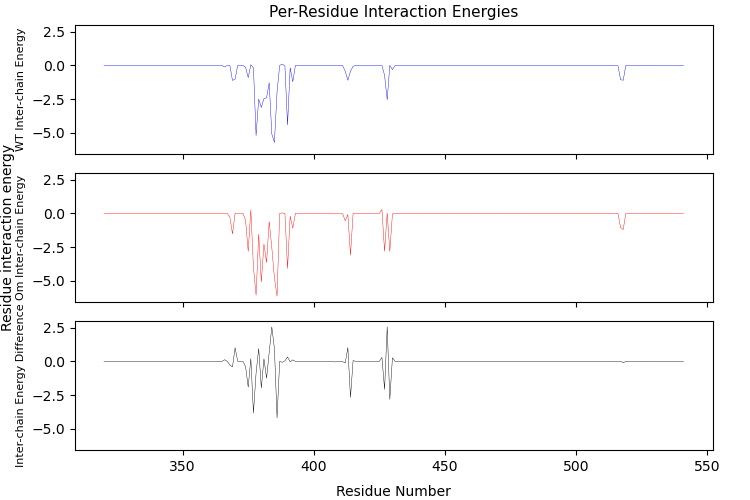 Per-Residue Interaction Energies
Residue interaction energy
WT Inter-chain Energy
2.5
0.0
−2.5
−5.0
Om Inter-chain Energy
2.5
0.0
−2.5
−5.0
Inter-chain Energy Difference
2.5
0.0
−2.5
−5.0
350
400
450
500
550
Residue Number